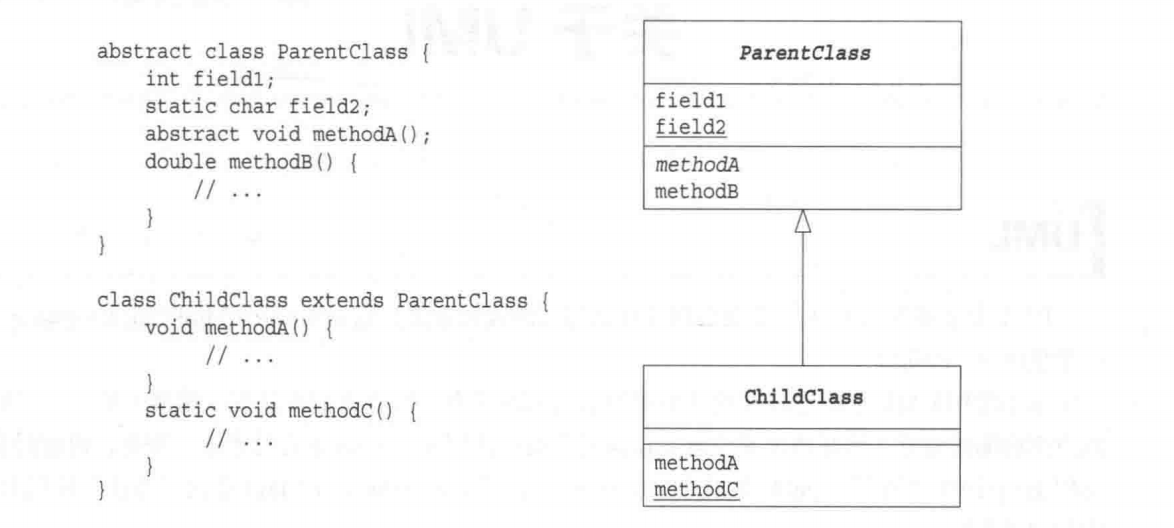 abstract class ParentClass {
int field1;
static char field2;
abstract void methodA();
double methodB() {
// ...
}
}
class ChildClass extends ParentClass {
void methodA() {
// ...
}
static void methodC() {
// ...
}
}
ParentClass
field1
field2
methodA
methodB
ChildClass
methodA
methodC